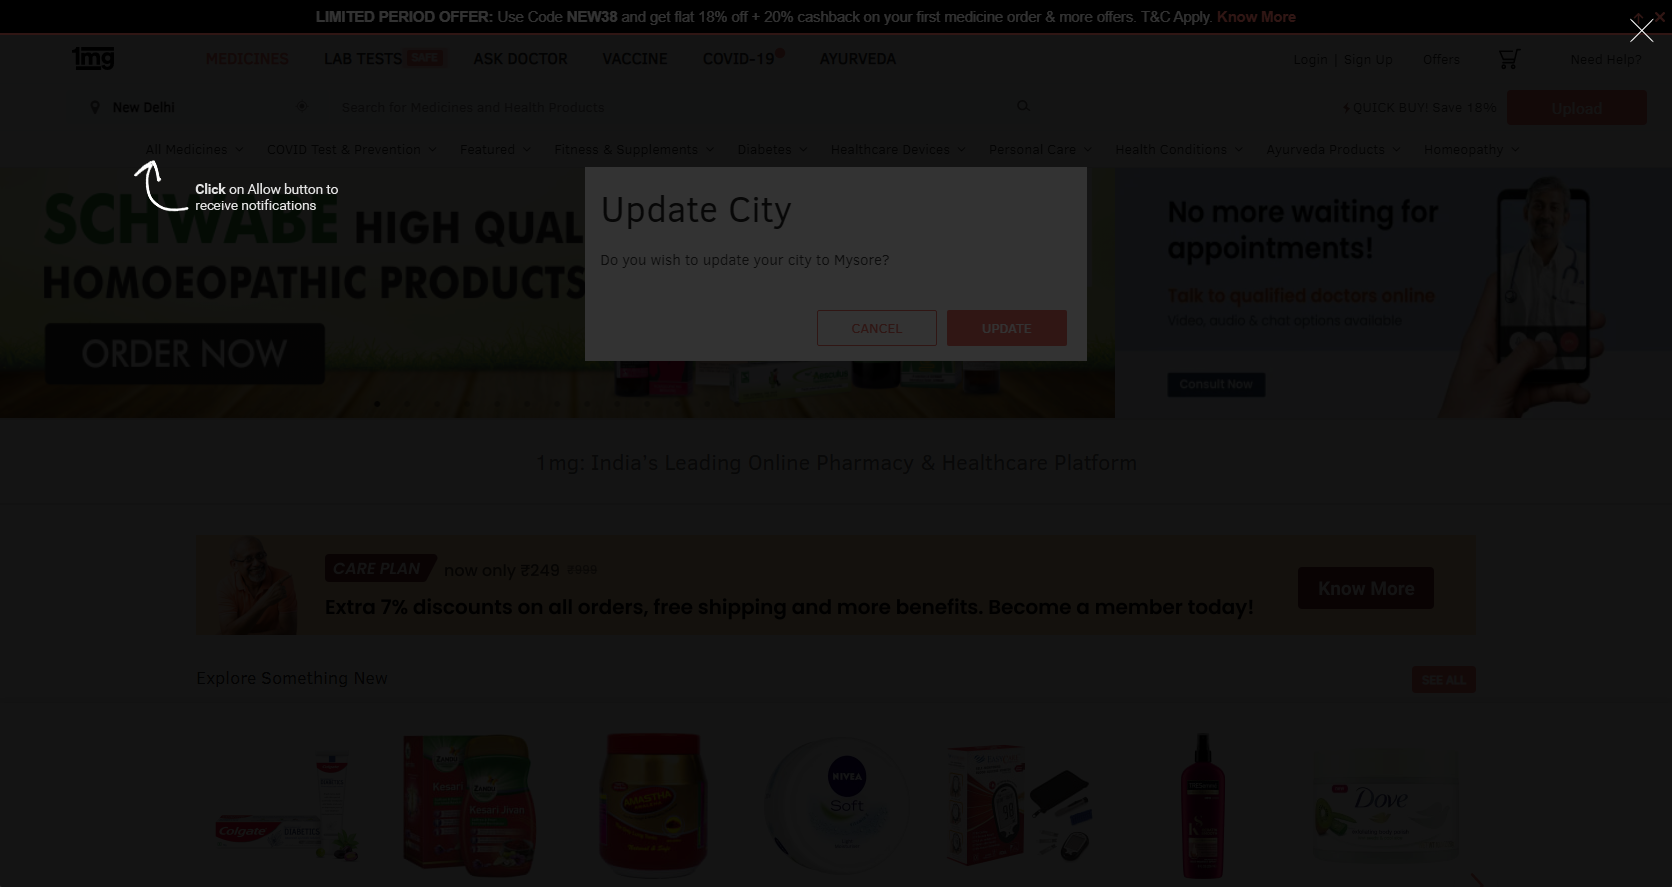 LIMITED PERIOD OFFER: Use Code NEW38 and get flat 18% off + 20% cashback on your first medicine order & more offers. T&C Apply. Know More
1mg
MEDICINES LAB TESTS SAFE ASK DOCTOR VACCINE COVID-19 AYURVEDA
Login | Sign Up Offers Need Help?
New Delhi
Search for Medicines and Health Products
QUICK BUY! Save 18%
Upload
All Medicines COVID Test & Prevention Featured Fitness & Supplements Diabetes Healthcare Devices Personal Care Health Conditions Ayurveda Products Homeopathy
Click on Allow button to
receive notifications
SCHWABE HIGH QUAL
HOMOEOPATHIC PRODUCTS
ORDER NOW
Update City
Do you wish to update your city to Mysore?
CANCEL UPDATE
No more waiting for
appointments!
Talk to qualified doctors online
Video, audio & chat options available
Consult Now
1mg: India's Leading Online Pharmacy & Healthcare Platform
CARE PLAN now only ₹249 ₹999
Extra 7% discounts on all orders, free shipping and more benefits. Become a member today!
Know More
Explore Something New
SEE ALL
Colgate
DIABETICS
ZANDU
Kesari
ZANDU
Kesari Jivan
AVASTHA
NIVEA
Soft
Dove